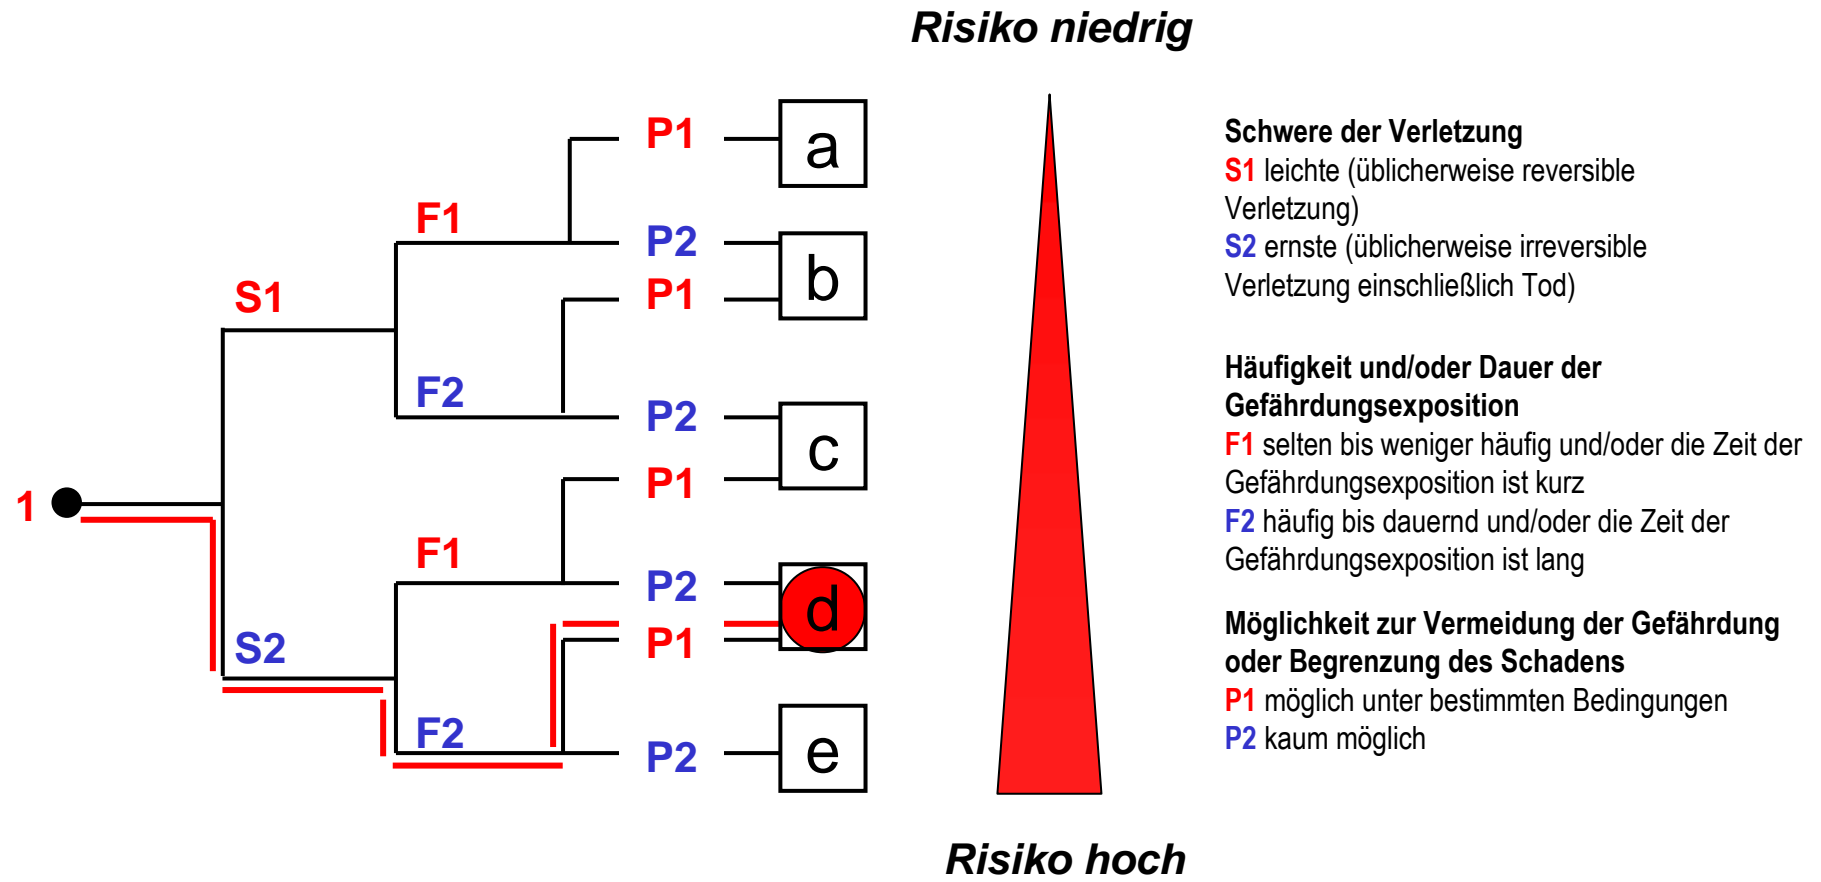 Risiko niedrig
P1
a
F1
P2
b
S1
P1
F2
P2
c
P1
1
F1
P2
d
S2
P1
F2
P2
e
Risiko hoch
Schwere der Verletzung
S1 leichte (üblicherweise reversible
Verletzung)
S2 ernste (üblicherweise irreversible
Verletzung einschließlich Tod)
Häufigkeit und/oder Dauer der
Gefährdungsexposition
F1 selten bis weniger häufig und/oder die Zeit der
Gefährdungsexposition ist kurz
F2 häufig bis dauernd und/oder die Zeit der
Gefährdungsexposition ist lang
Möglichkeit zur Vermeidung der Gefährdung
oder Begrenzung des Schadens
P1 möglich unter bestimmten Bedingungen
P2 kaum möglich